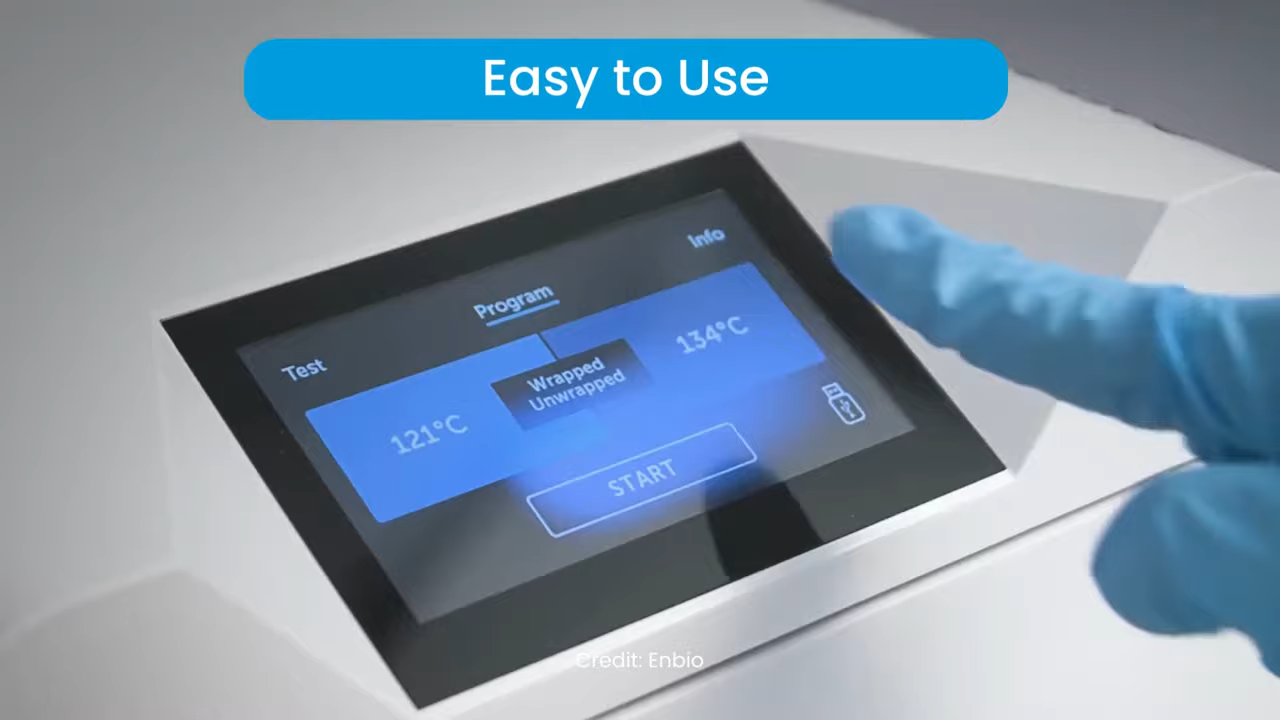 Easy to Use
Info
Program
Test
134°C
Wrapped
Unwrapped
121°C
START
Credit: Enbio